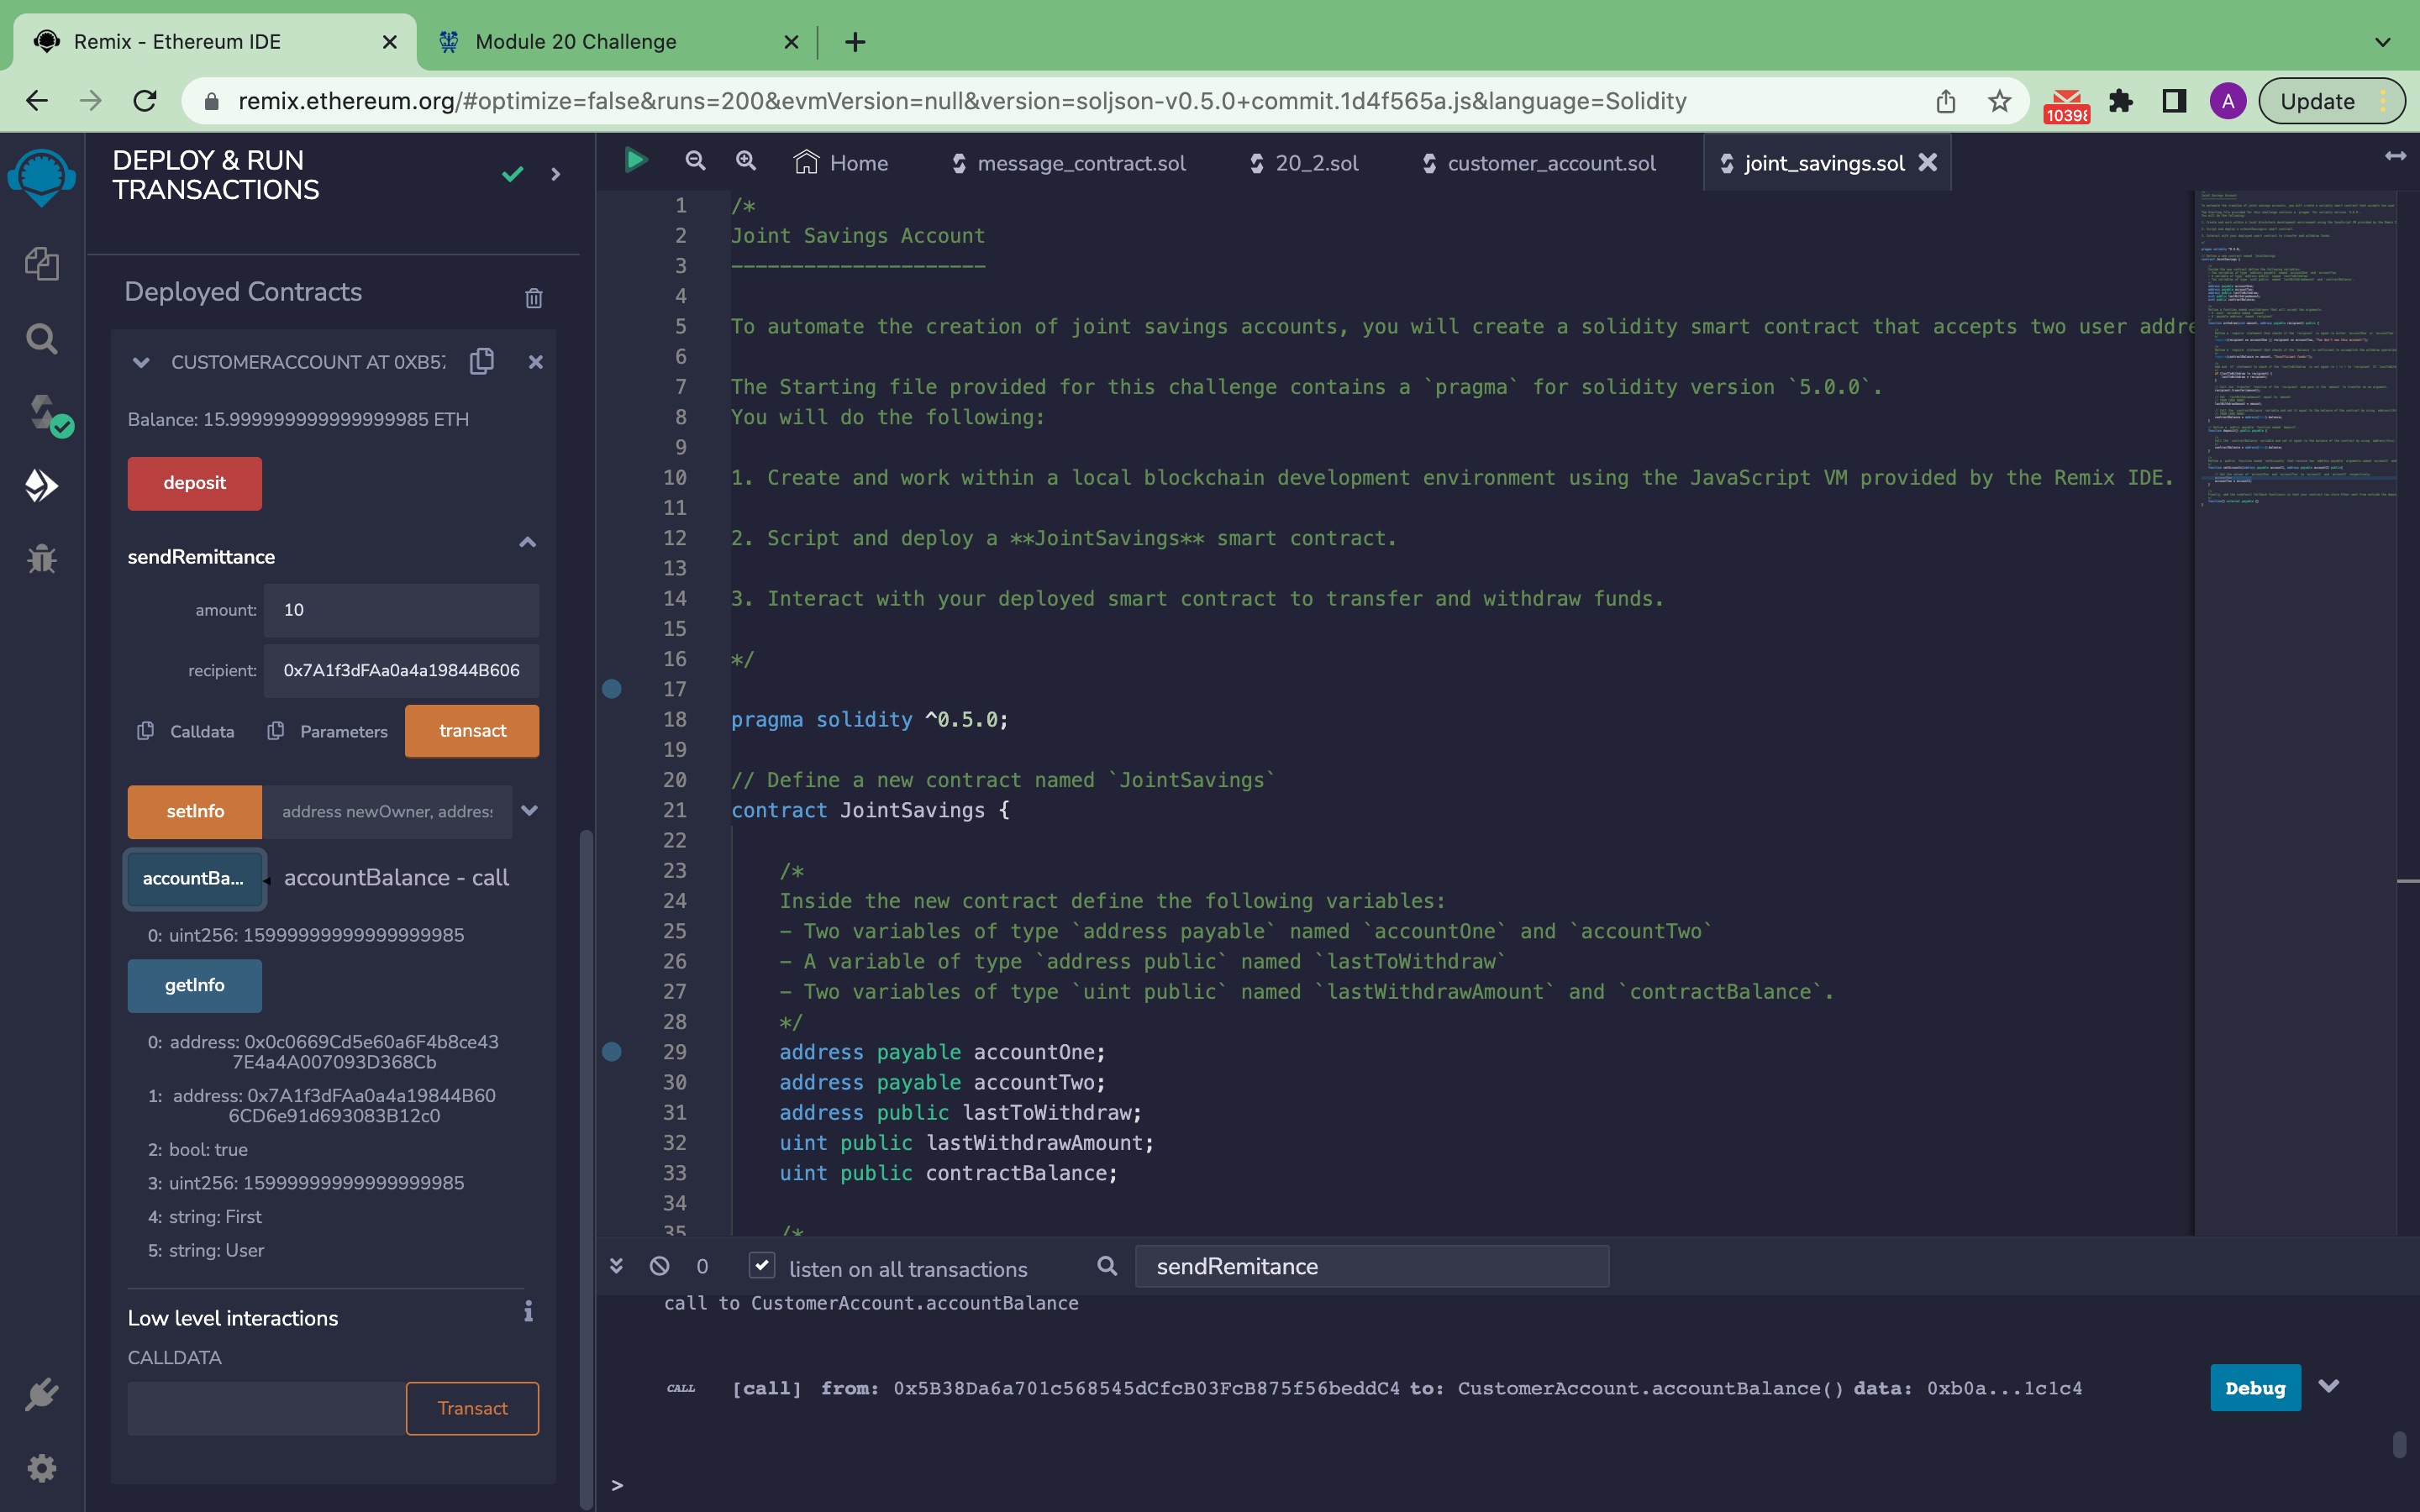 Remix - Ethereum IDE
Module 20 Challenge
remix.ethereum.org/#optimize=false&runs=200&evmVersion=null&version=soljson-v0.5.0+commit.1d4f565a.js&language=Solidity
A
Update
DEPLOY & RUN
TRANSACTIONS
Deployed Contracts
CUSTOMERACCOUNT AT 0XB57
Balance: 15.999999999999999985 ETH
deposit
sendRemittance
amount: 10
recipient: 0x7A1f3dFAa0a4a19844B606
Calldata
Parameters
transact
setInfo
address newOwner, address
accountBa...
accountBalance - call
0: uint256: 15999999999999999985
getInfo
0: address: 0x0c0669Cd5e60a6F4b8ce43
7E4a4A007093D368Cb
1: address: 0x7A1f3dFAa0a4a19844B60
6CD6e91d693083B12c0
2: bool: true
3: uint256: 15999999999999999985
4: string: First
5: string: User
Low level interactions
i
CALLDATA
Transact
Home
message_contract.sol
20_2.sol
customer_account.sol
joint_savings.sol
1 /*
2 Joint Savings Account
3 ---------------------
4
5 To automate the creation of joint savings accounts, you will create a solidity smart contract that accepts two user addre
6
7 The Starting file provided for this challenge contains a `pragma` for solidity version `5.0.0`.
8 You will do the following:
9
10 1. Create and work within a local blockchain development environment using the JavaScript VM provided by the Remix IDE.
11
12 2. Script and deploy a **JointSavings** smart contract.
13
14 3. Interact with your deployed smart contract to transfer and withdraw funds.
15
16 */
17
18 pragma solidity ^0.5.0;
19
20 // Define a new contract named `JointSavings`
21 contract JointSavings {
22
23 /*
24 Inside the new contract define the following variables:
25 - Two variables of type `address payable` named `accountOne` and `accountTwo`
26 - A variable of type `address public` named `lastToWithdraw`
27 - Two variables of type `uint public` named `lastWithdrawAmount` and `contractBalance`.
28 */
29 address payable accountOne;
30 address payable accountTwo;
31 address public lastToWithdraw;
32 uint public lastWithdrawAmount;
33 uint public contractBalance;
34
35 /*
0
listen on all transactions
sendRemitance
call to CustomerAccount.accountBalance
CALL [call] from: 0x5B38Da6a701c568545dCfcB03FcB875f56beddC4 to: CustomerAccount.accountBalance() data: 0xb0a...1c1c4
Debug
>